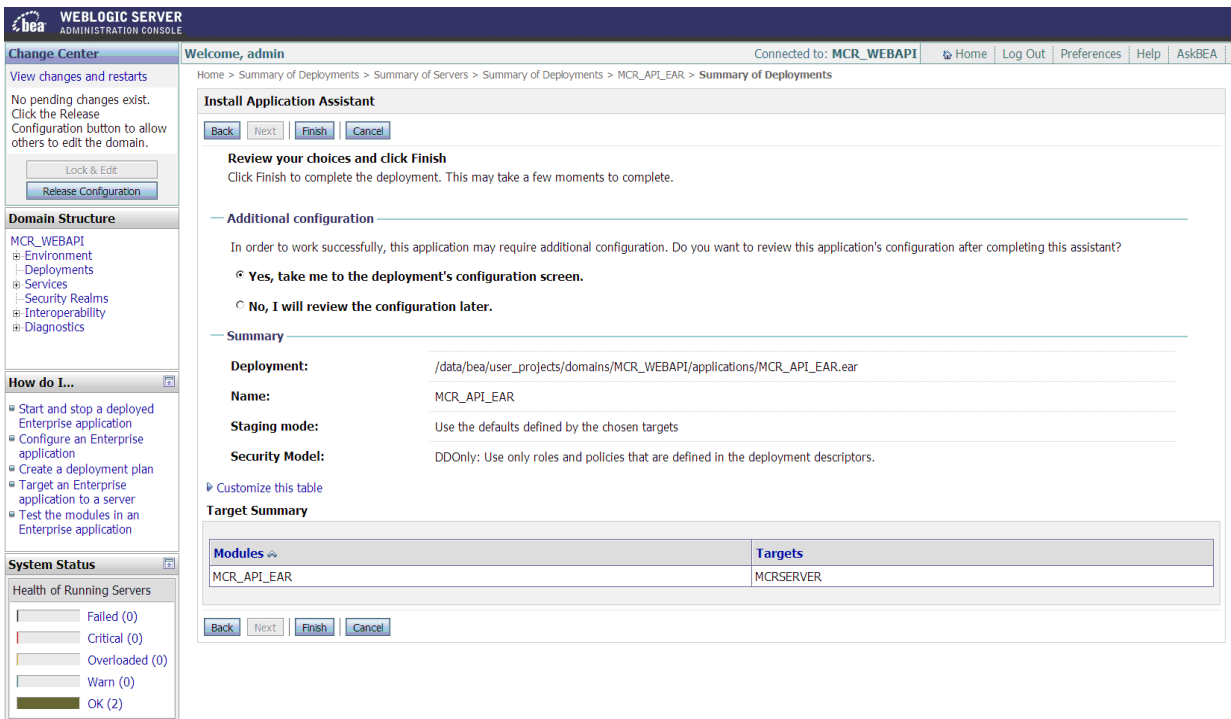 bea
WEBLOGIC SERVER
ADMINISTRATION CONSOLE
Change Center
View changes and restarts
No pending changes exist.
Click the Release
Configuration button to allow
others to edit the domain.
Lock & Edit
Release Configuration
Domain Structure
MCR_WEBAPI
Environment
Deployments
Services
Security Realms
Interoperability
Diagnostics
How do I...
Start and stop a deployed
Enterprise application
Configure an Enterprise
application
Create a deployment plan
Target an Enterprise
application to a server
Test the modules in an
Enterprise application
System Status
Health of Running Servers
Failed (0)
Critical (0)
Overloaded (0)
Warn (0)
OK (2)
Welcome, admin
Connected to: MCR_WEBAPI
Home Log Out Preferences Help AskBEA
Home > Summary of Deployments > Summary of Servers > Summary of Deployments > MCR_API_EAR > Summary of Deployments
Install Application Assistant
Back Next Finish Cancel
Review your choices and click Finish
Click Finish to complete the deployment. This may take a few moments to complete.
Additional configuration
In order to work successfully, this application may require additional configuration. Do you want to review this application's configuration after completing this assistant?
Yes, take me to the deployment's configuration screen.
No, I will review the configuration later.
Summary
Deployment: /data/bea/user_projects/domains/MCR_WEBAPI/applications/MCR_API_EAR.ear
Name: MCR_API_EAR
Staging mode: Use the defaults defined by the chosen targets
Security Model: DDOnly: Use only roles and policies that are defined in the deployment descriptors.
Customize this table
Target Summary
Modules Targets
MCR_API_EAR MCRSERVER
Back Next Finish Cancel